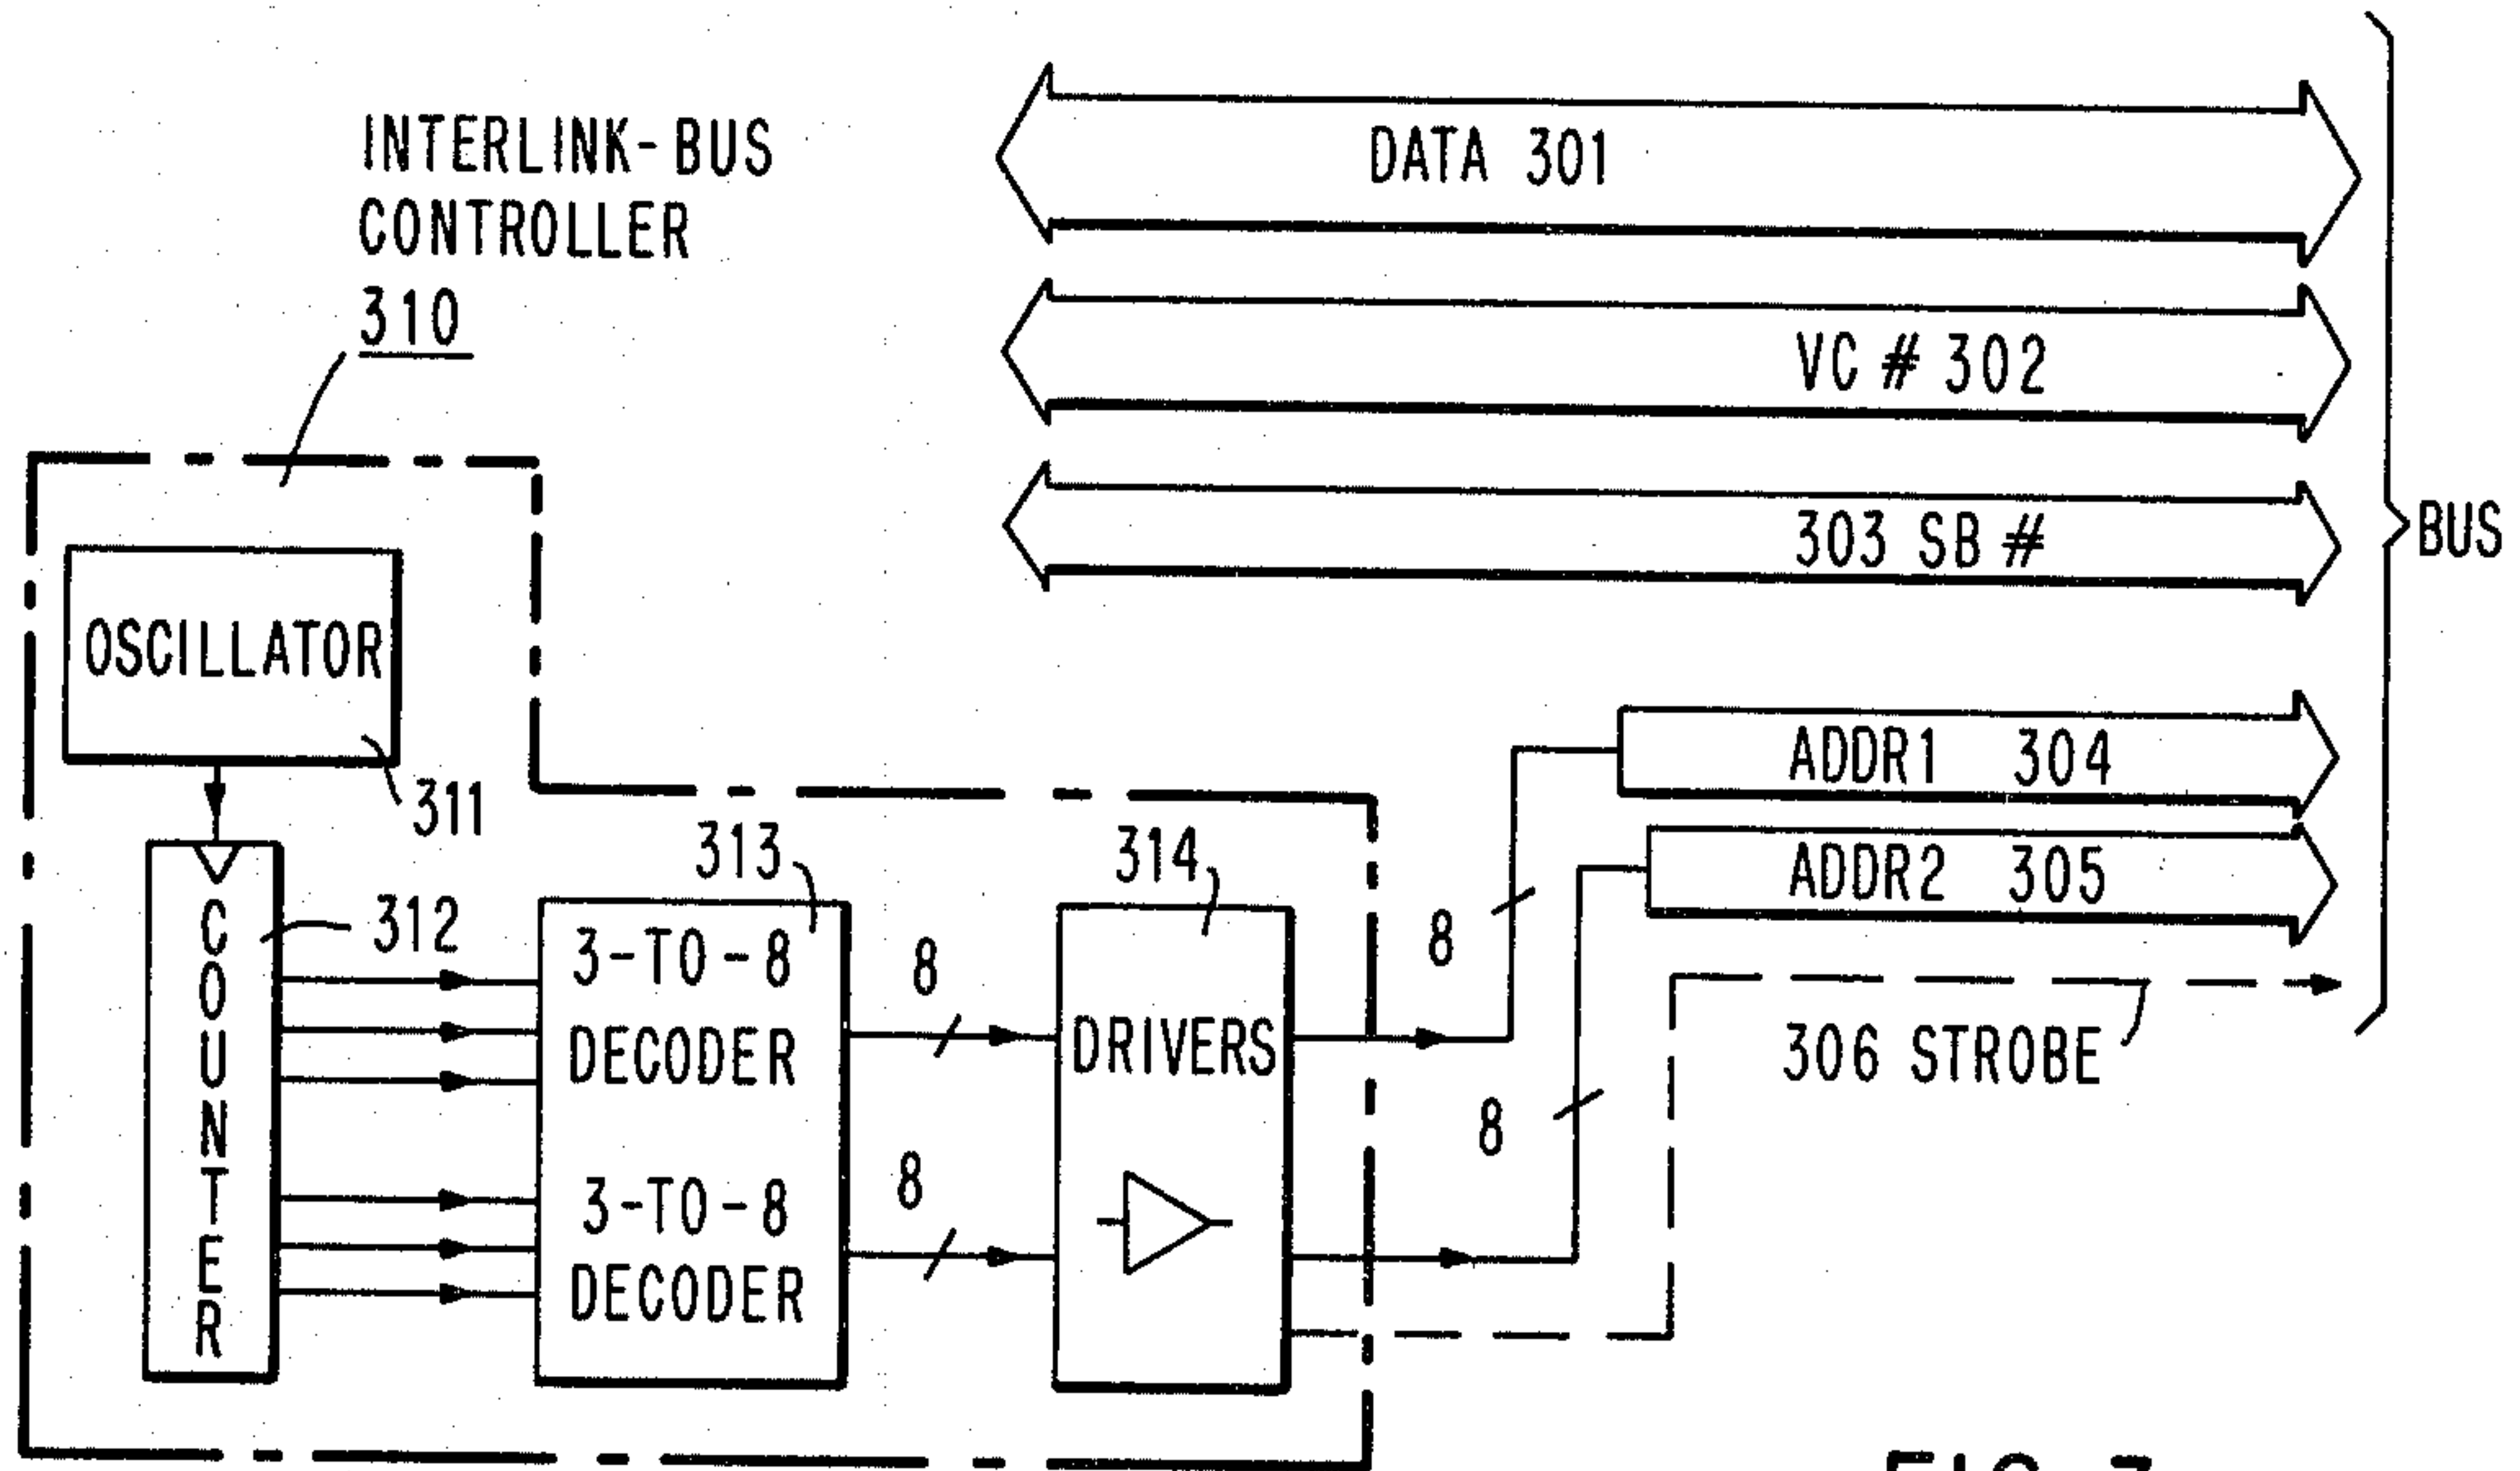 INTERLINK-BUS
CONTROLLER
310
DATA 301
VC # 302
303 SB #
BUS
OSCILLATOR
311
ADDR1 304
ADDR2 305
306 STROBE
COUNTER
312
313
3-TO-8
DECODER
3-TO-8
DECODER
8
8
314
DRIVERS
8
8